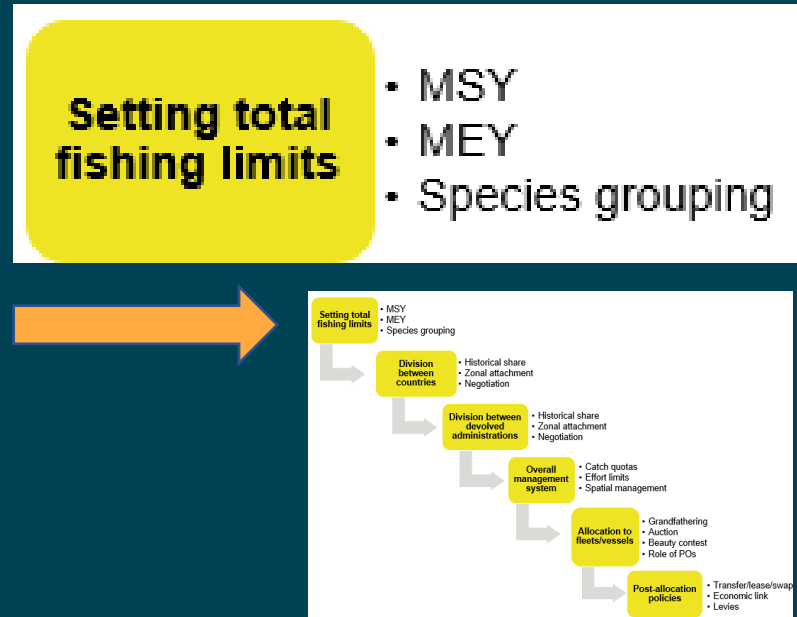 Setting total
fishing limits
• MSY
• MEY
• Species grouping
Setting total
fishing limits
• MSY
• MEY
• Species grouping
Division
between
countries
• Historical share
• Zonal attachment
• Negotiation
Division between
devolved
administrations
• Historical share
• Zonal attachment
• Negotiation
Overall
management
system
• Catch quotas
• Effort limits
• Spatial management
Allocation to
fleets/vessels
• Grandfathering
• Auction
• Beauty contest
• Role of POs
Post-allocation
policies
• Transfer/lease/swap
• Economic link
• Levies